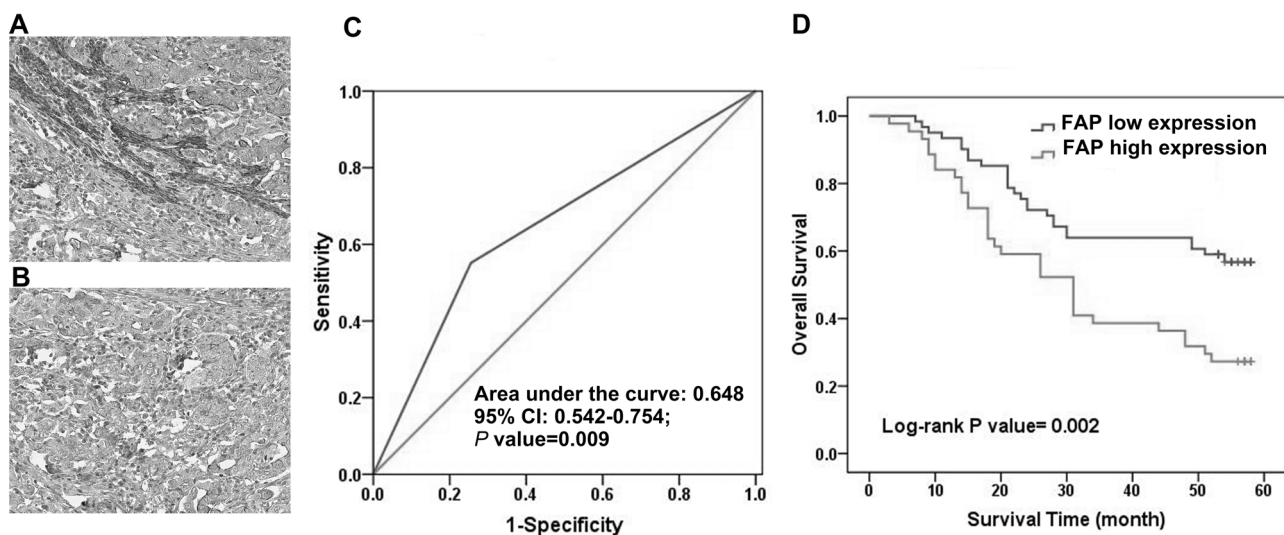 A
B
C
1.0
0.8
0.6
0.4
0.2
0.0
Sensitivity
Area under the curve: 0.648
95% CI: 0.542-0.754;
P value=0.009
0.0 0.2 0.4 0.6 0.8 1.0
1-Specificity
D
1.0
0.8
0.6
0.4
0.2
0.0
Overall Survival
FAP low expression
FAP high expression
Log-rank P value= 0.002
0 10 20 30 40 50 60
Survival Time (month)